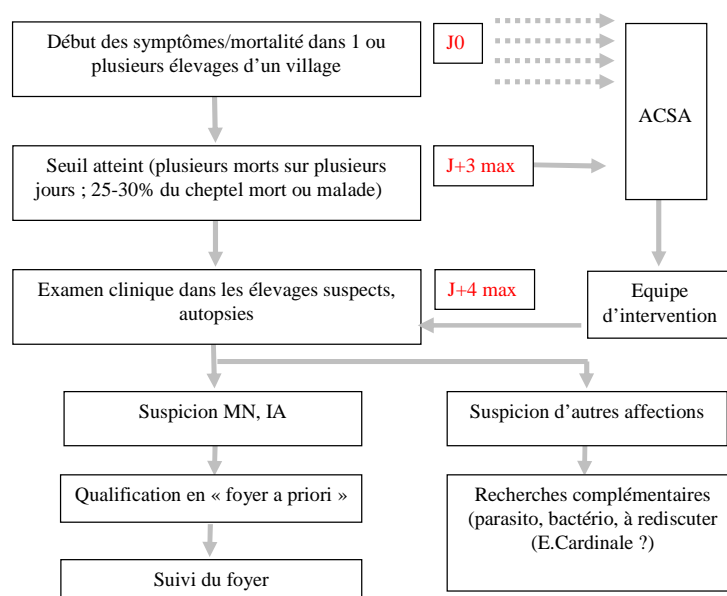 Début des symptômes/mortalité dans 1 ou
plusieurs élevages d’un village
J0
ACSA
Seuil atteint (plusieurs morts sur plusieurs
jours ; 25-30% du cheptel mort ou malade)
J+3 max
Examen clinique dans les élevages suspects,
autopsies
J+4 max
Equipe
d’intervention
Suspicion MN, IA
Suspicion d’autres affections
Qualification en « foyer a priori »
Recherches complémentaires
(parasito, bactério, à rediscuter
(E.Cardinale ?)
Suivi du foyer